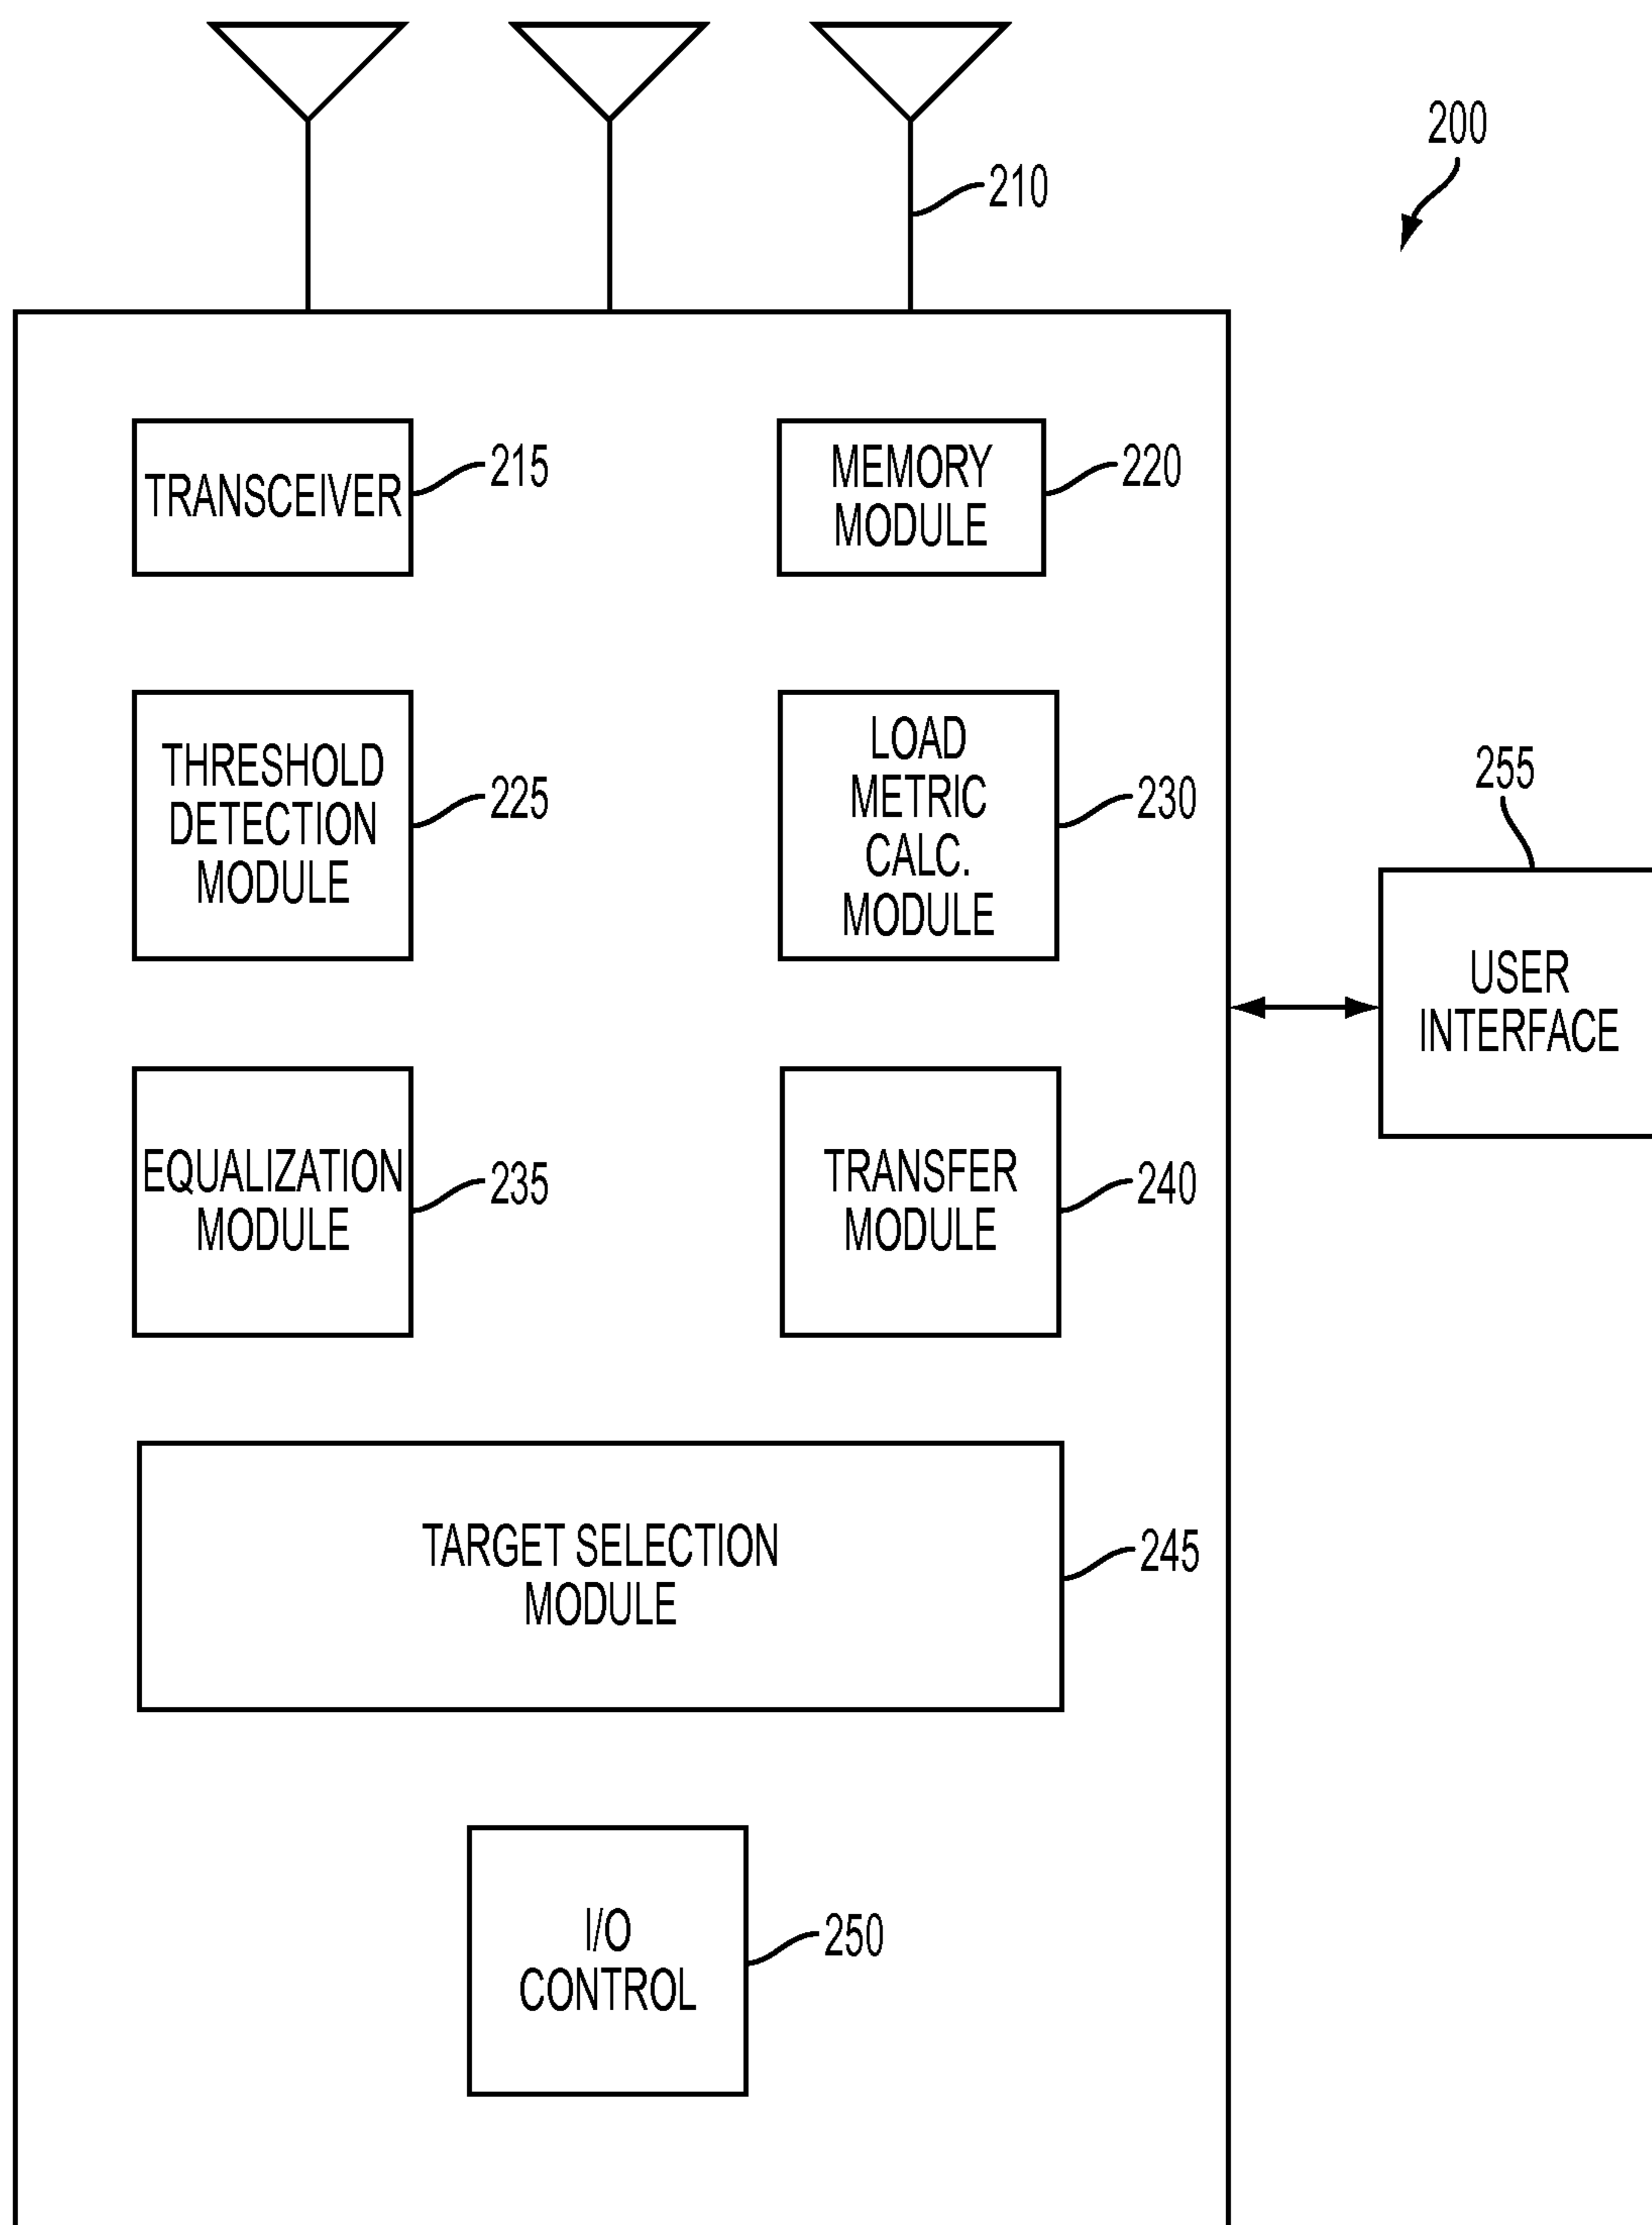 200
210
TRANSCEIVER
215
MEMORY
MODULE
220
THRESHOLD
DETECTION
MODULE
225
LOAD
METRIC
CALC.
MODULE
230
255
USER
INTERFACE
EQUALIZATION
MODULE
235
TRANSFER
MODULE
240
TARGET SELECTION
MODULE
245
I/O
CONTROL
250